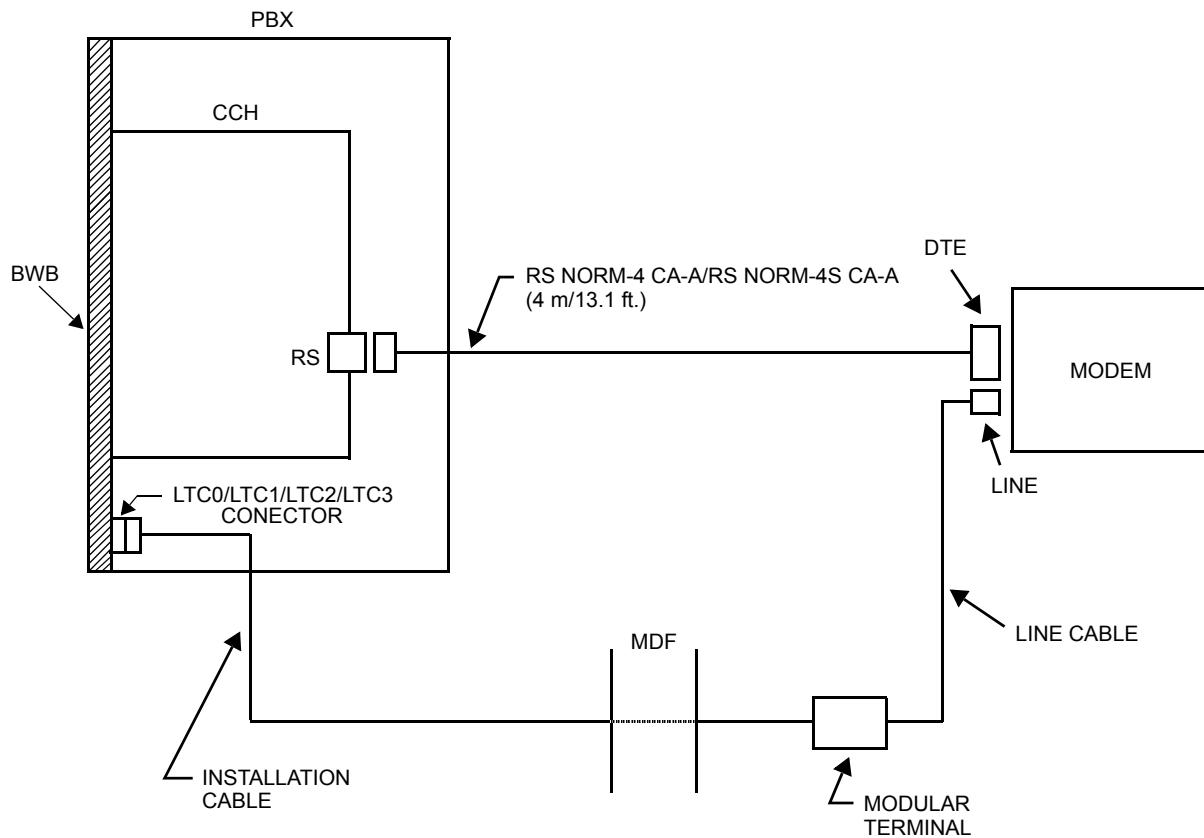 PBX
CCH
BWB
RS NORM-4 CA-A/RS NORM-4S CA-A
(4 m/13.1 ft.)
DTE
RS
MODEM
LINE
LTC0/LTC1/LTC2/LTC3
CONECTOR
LINE CABLE
MDF
INSTALLATION
CABLE
MODULAR
TERMINAL